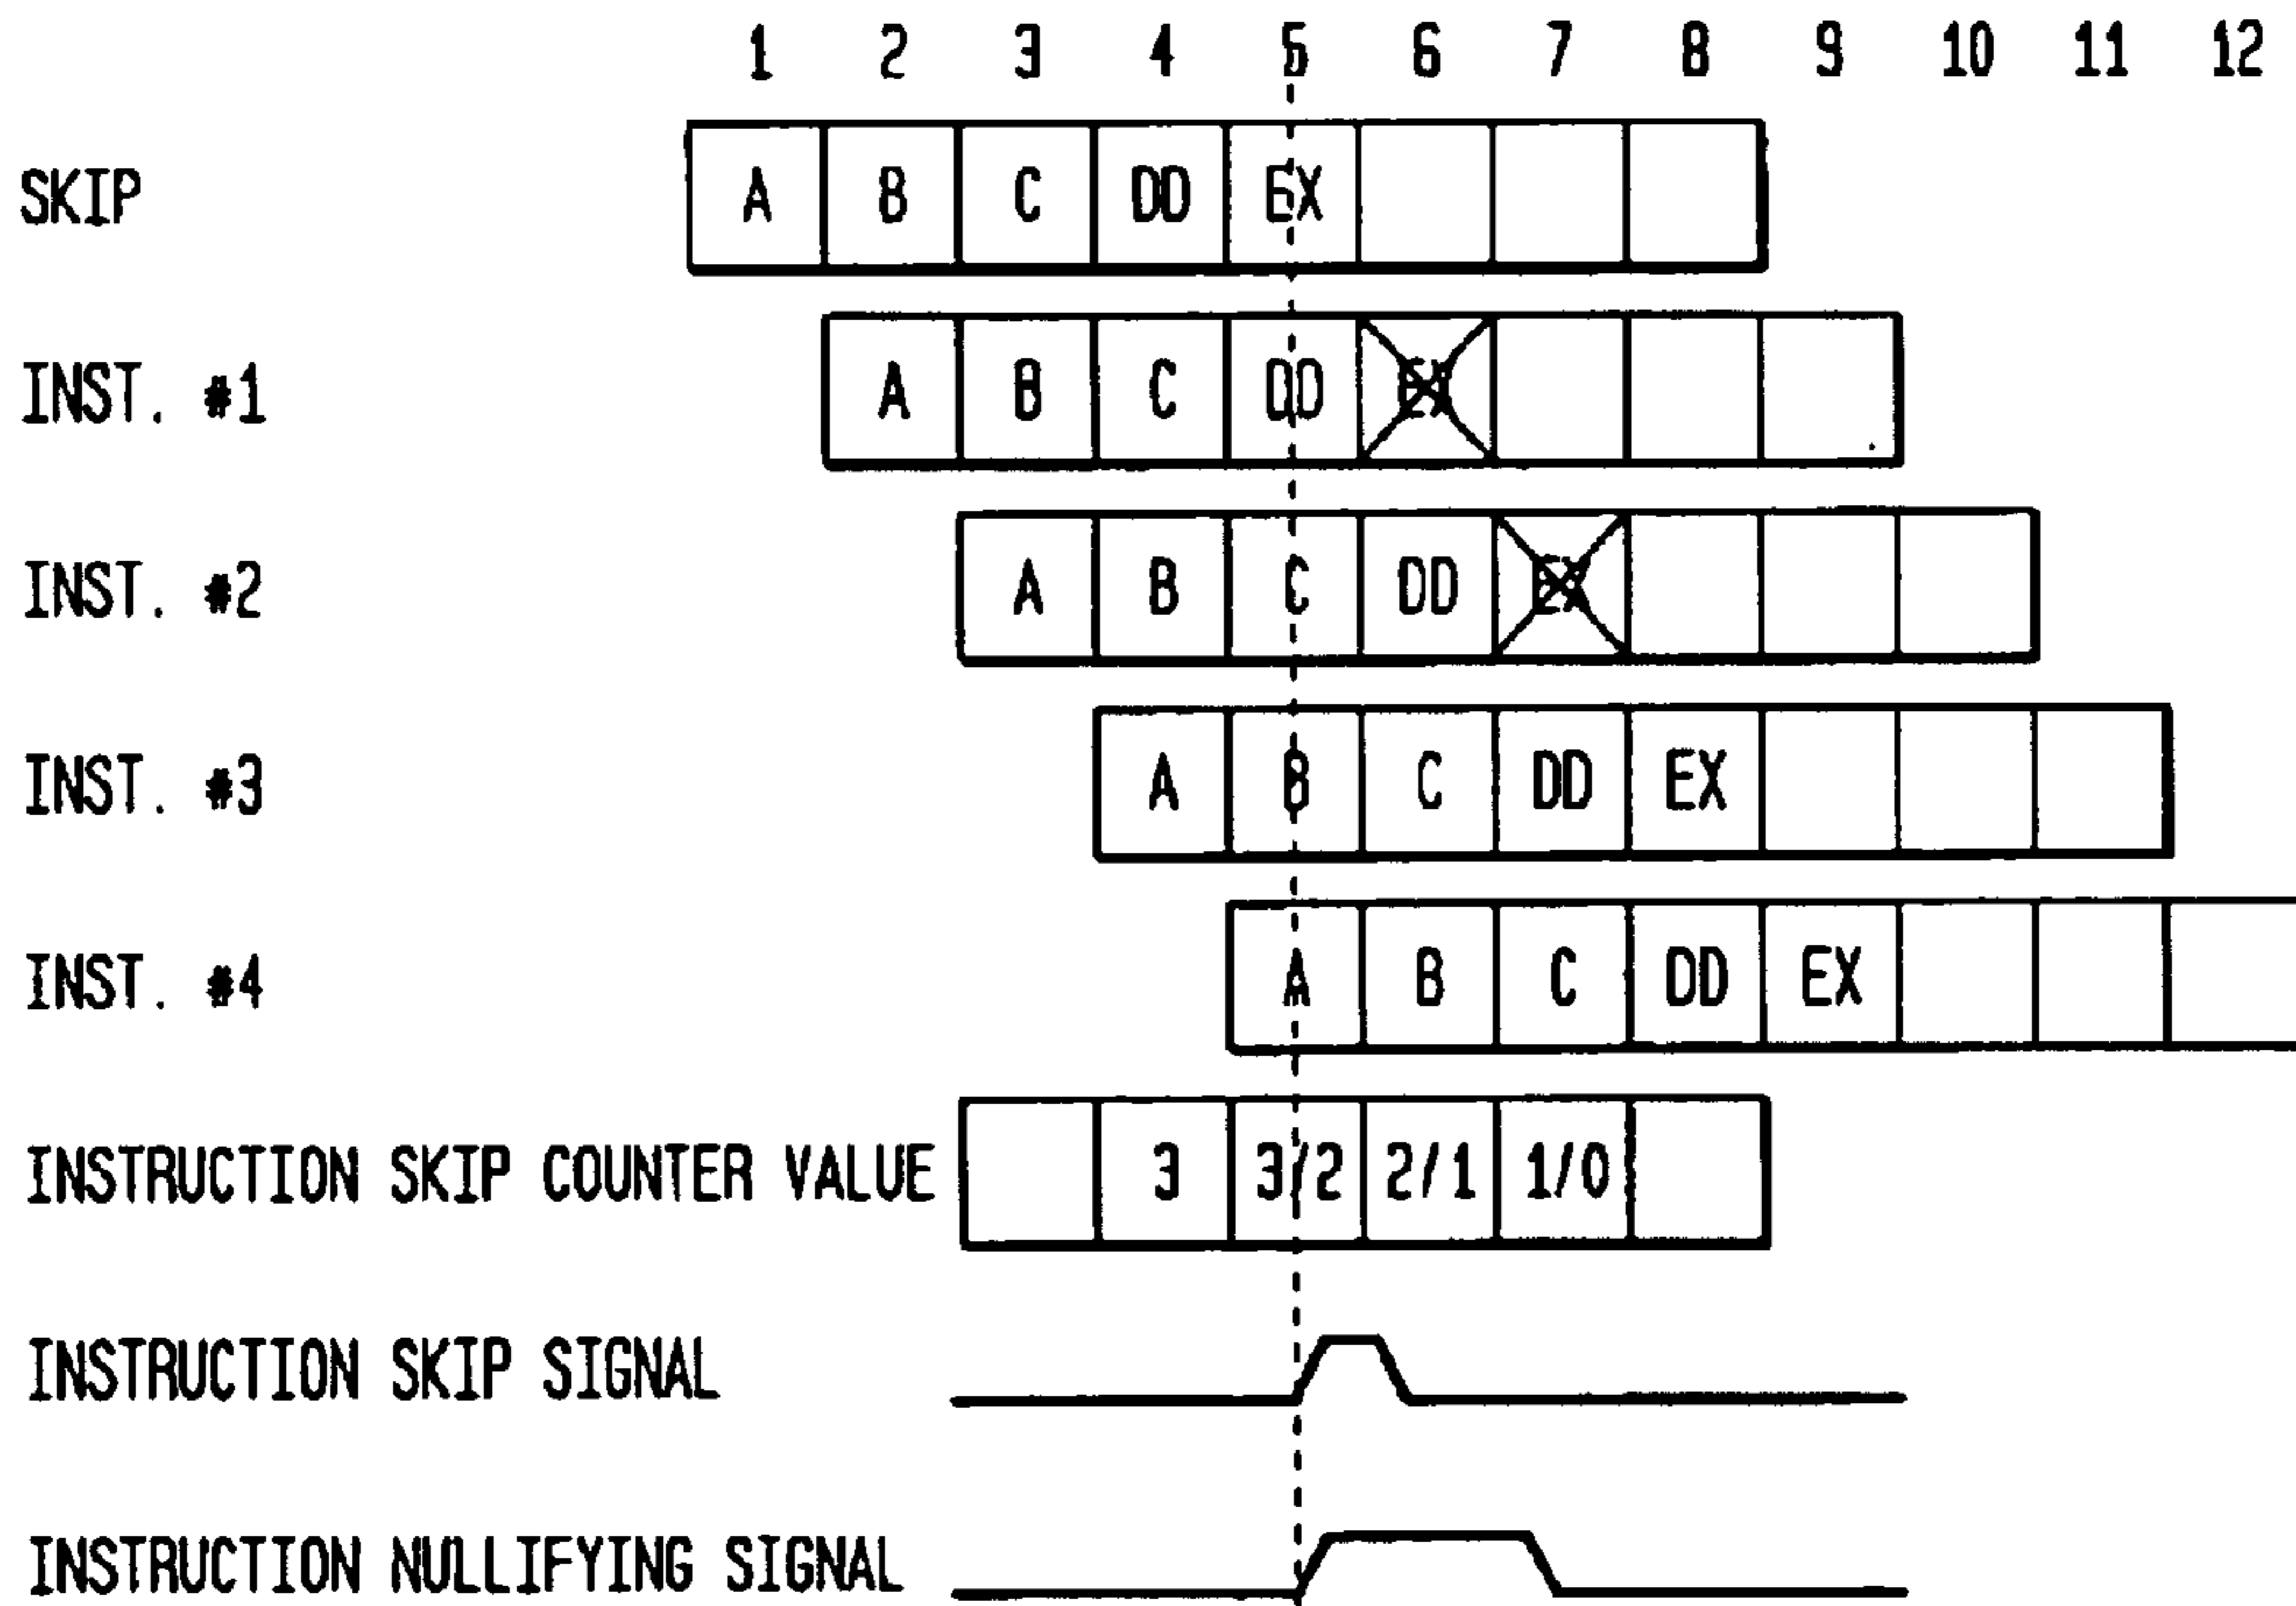 1 2 3 4 5 6 7 8 9 10 11 12
SKIP A B C DD EX
INST. #1 A B C DD EX
INST. #2 A B C DD EX
INST. #3 A B C DD EX
INST. #4 A B C DD EX
INSTRUCTION SKIP COUNTER VALUE 3 3/2 2/1 1/0
INSTRUCTION SKIP SIGNAL
INSTRUCTION NULLIFYING SIGNAL